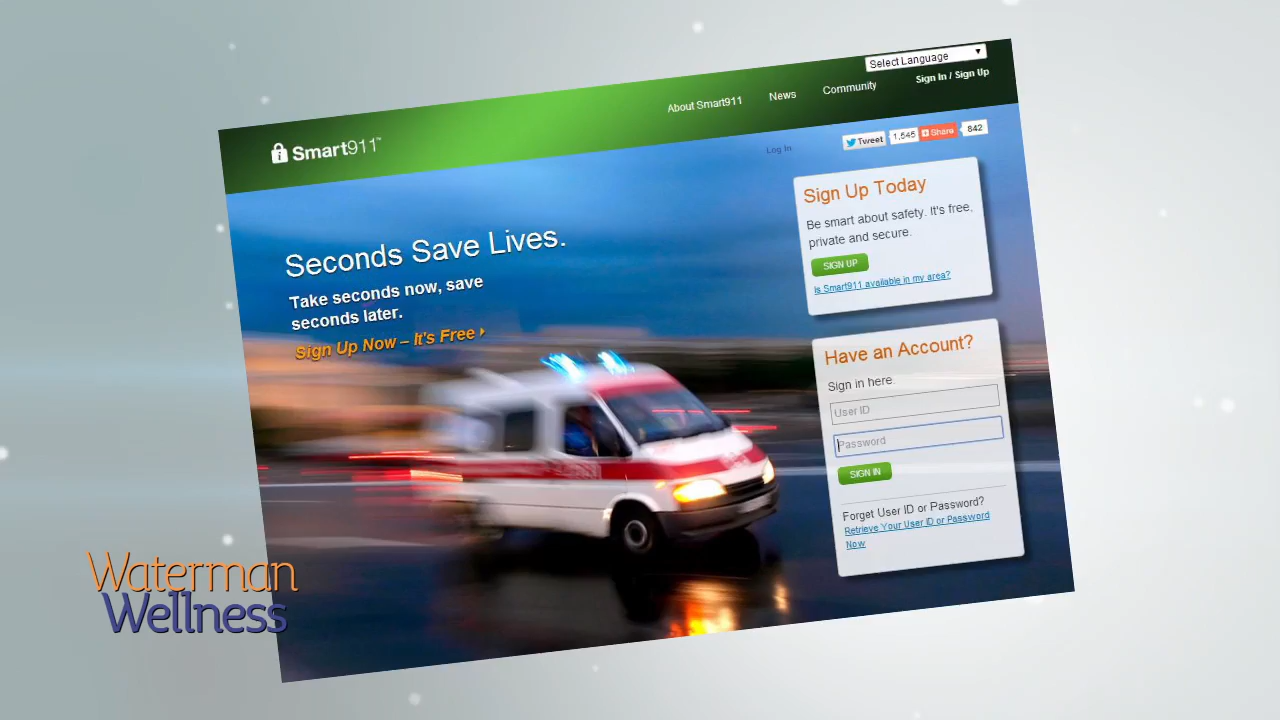 Select Language
About Smart911
News
Community
Sign In / Sign Up
Smart911™
Log In
Tweet
1,545
Share
842
Seconds Save Lives.
Take seconds now, save
seconds later.
Sign Up Now – It's Free
Sign Up Today
Be smart about safety. It's free,
private and secure.
SIGN UP
Is Smart911 available in my area?
Have an Account?
Sign in here:
User ID
Password
SIGN IN
Forget User ID or Password?
Retrieve Your User ID or Password
Now
Waterman
Wellness